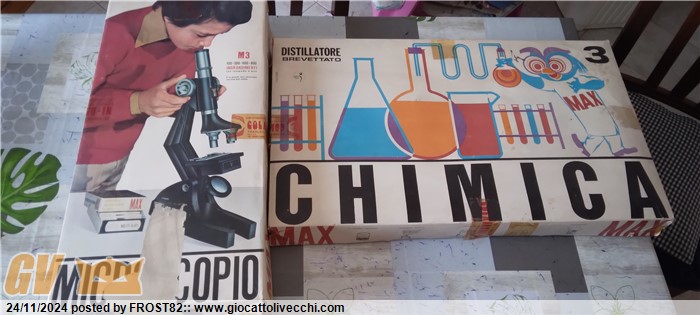 M3
MAX
MICR COPIO
DISTILLATORE
BREVETTATO
3
MAX
CHIMICA
MAX
MAX
GV
24/11/2024 posted by FROST82:: www.giocattolivecchi.com